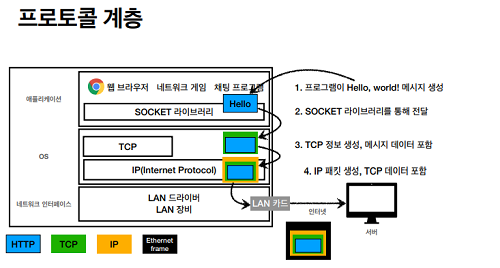 프로토콜 계층
애플리케이션
웹 브라우저 네트워크 게임 채팅 프로그램
Hello
SOCKET 라이브러리
1. 프로그램이 Hello, world! 메시지 생성
2. SOCKET 라이브러리를 통해 전달
OS
TCP
IP(Internet Protocol)
3. TCP 정보 생성, 메시지 데이터 포함
4. IP 패킷 생성, TCP 데이터 포함
네트워크 인터페이스
LAN 드라이버
LAN 장비
LAN 카드
인터넷
서버
HTTP
TCP
IP
Ethernet
frame